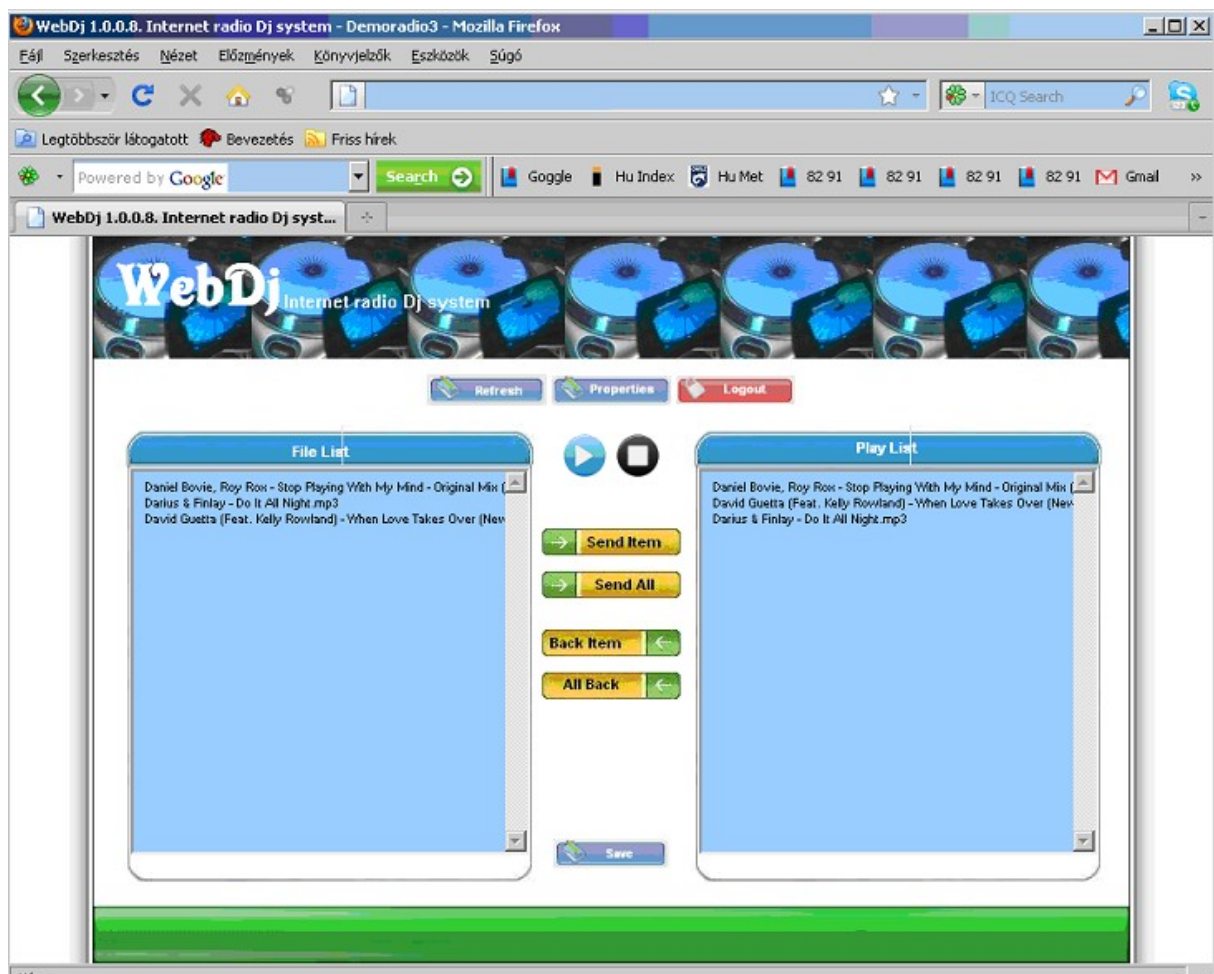 WebDj 1.0.0.8. Internet radio Dj system - Demoradio3 - Mozilla Firefox
Fájl Szerkesztés Nézet Előzmények Könyvjelzők Eszközök Súgó
ICQ Search
Legtöbbször látogatott Bevezetés Friss hírek
Powered by Google Search Goggle Hu Index Hu Met 82 91 82 91 82 91 82 91 Gmail »
WebDj 1.0.0.8. Internet radio Dj syst...
WebDj Internet radio Dj system
Refresh Properties Logout
File List
Play List
Daniel Bovie, Roy Rox - Stop Playing With My Mind - Original Mix (
Darius & Finlay - Do It All Night.mp3
David Guetta (Feat. Kelly Rowland) - When Love Takes Over (New
Daniel Bovie, Roy Rox - Stop Playing With My Mind - Original Mix (
David Guetta (Feat. Kelly Rowland) - When Love Takes Over (New
Darius & Finlay - Do It All Night.mp3
Send Item
Send All
Back Item
All Back
Save